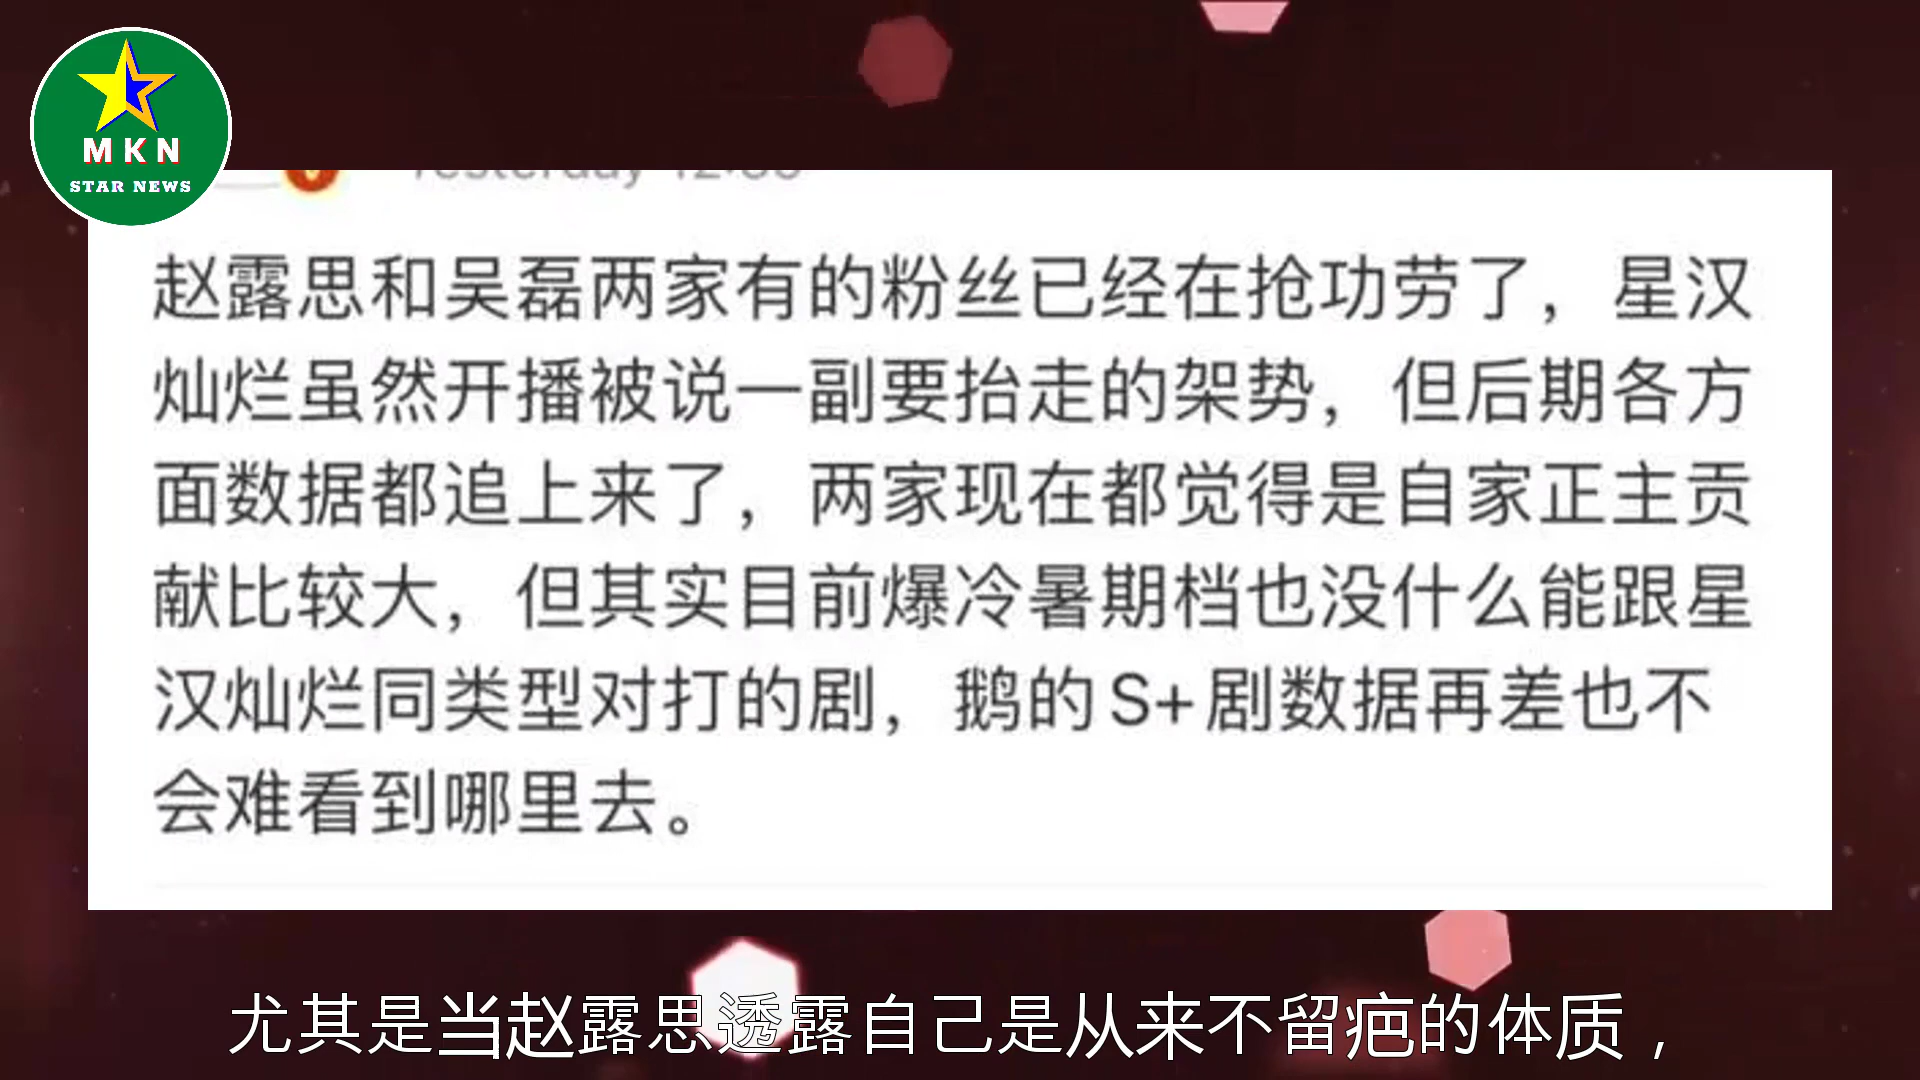 MKN
STAR NEWS
Yesterday
赵露思和吴磊两家有的粉丝已经在抢功劳了，星汉
灿烂虽然开播被说一副要抬走的架势，但后期各方
面数据都追上来了，两家现在都觉得是自家正主贡
献比较大，但其实目前爆冷暑期档也没什么能跟星
汉灿烂同类型对打的剧，鹅的S+剧数据再差也不
会难看到哪里去。
尤其是当赵露思透露自己是从来不留疤的体质，